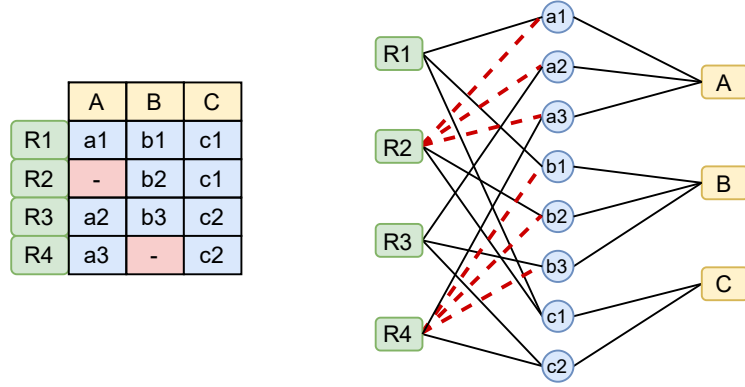 A B C
R1 a1 b1 c1
R2 - b2 c1
R3 a2 b3 c2
R4 a3 - c2
R1
R2
R3
R4
a1
a2
a3
b1
b2
b3
c1
c2
A
B
C